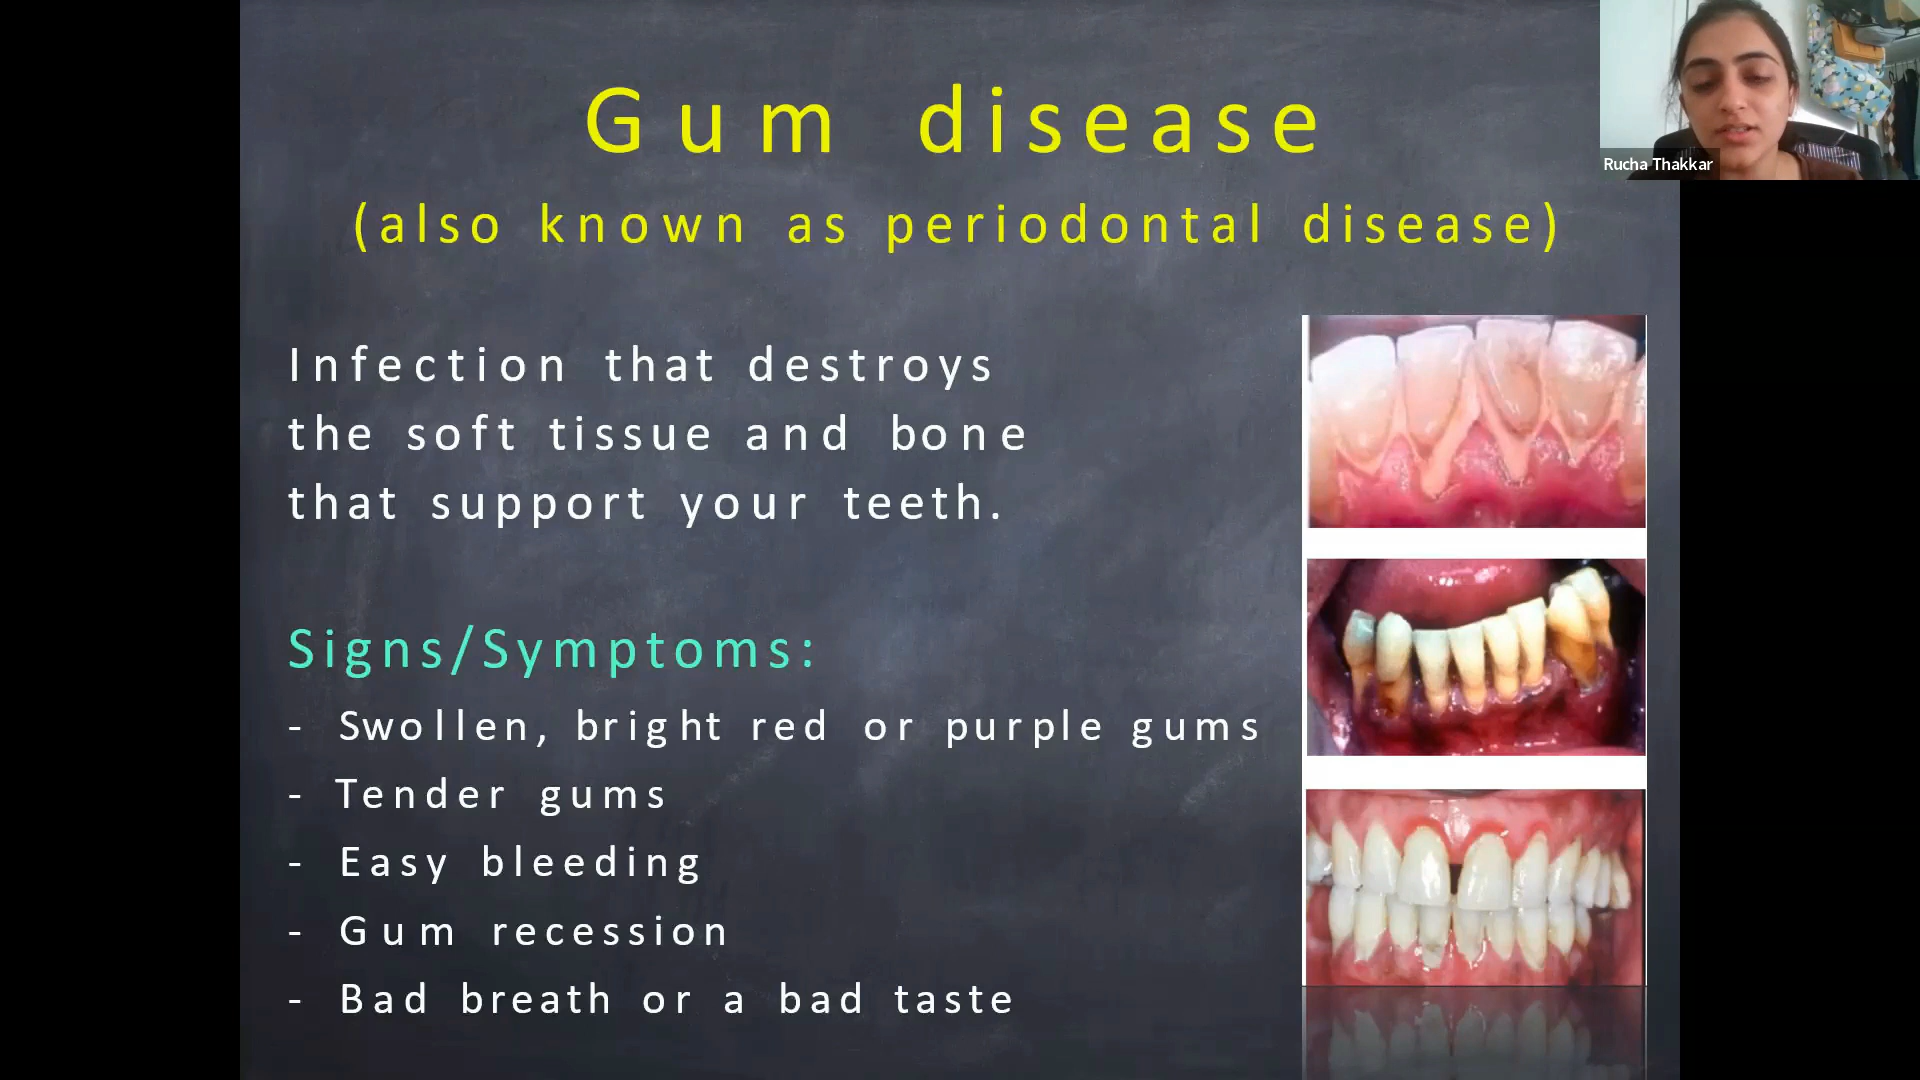 Gum disease
(also known as periodontal disease)
Rucha Thakkar
Infection that destroys
the soft tissue and bone
that support your teeth.
Signs/Symptoms:
- Swollen, bright red or purple gums
- Tender gums
- Easy bleeding
- Gum recession
- Bad breath or a bad taste